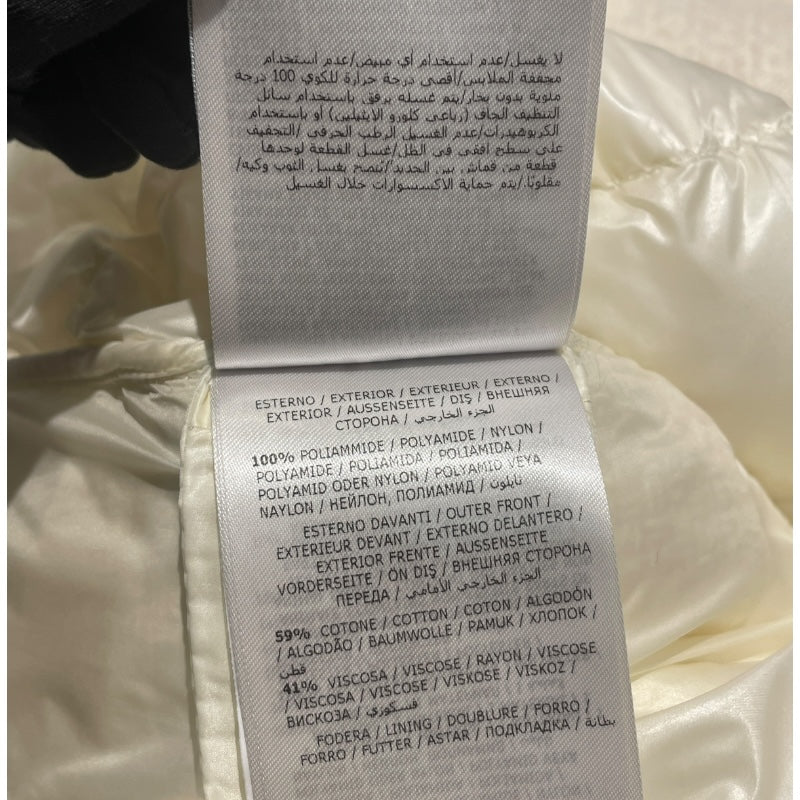 لا يغسل/عدم استخدام أي مبيض/عدم استخدام
مجففة الملابس/أقصى درجة حرارة للكوي 100 درجة
مئوية بدون بخار/يتم غسله برفق باستخدام سائل
التنظيف الجاف (رباعي كلورو الايثيلين) أو باستخدام
الكربوهيدرات/عدم الغسيل الرطب الحرفي /التجفيف
على سطح افقي في الظل/غسل القطعة لوحدها
قطعة من قماش بين الحديد/يُنصح بغسل الثوب وكيه/
مقلوبًا./يتم حماية الاكسسوارات خلال الغسيل
ESTERNO / EXTERIOR / EXTERIEUR / EXTERNO /
EXTERIOR / AUSSENSEITE / DIŞ / ВНЕШНЯЯ
СТОРОНА / الجزء الخارجي
100% POLIAMMIDE / POLYAMIDE / NYLON /
POLYAMIDE / POLIAMIDA / POLIAMIDA /
POLYAMID ODER NYLON / POLYAMID VEYA
NAYLON / НЕЙЛОН, ПОЛИАМИД / نايلون
ESTERNO DAVANTI / OUTER FRONT /
EXTERIEUR DEVANT / EXTERNO DELANTERO /
EXTERIOR FRENTE / AUSSENSEITE
VORDERSEITE / ÖN DIŞ / ВНЕШНЯЯ СТОРОНА
ПЕРЕДА / الجزء الخارجي الأمامي
59% COTONE / COTTON / COTON / ALGODÓN
/ ALGODÃO / BAUMWOLLE / PAMUK / ХЛОПОК /
قطن
41% VISCOSA / VISCOSE / RAYON / VISCOSE
/ VISCOSA / VISCOSE / VISKOSE / VISKOZ /
ВИСКОЗА / فسكوزي
FODERA / LINING / DOUBLURE / FORRO /
FORRO / FUTTER / ASTAR / ПОДКЛАДКА / بطانة